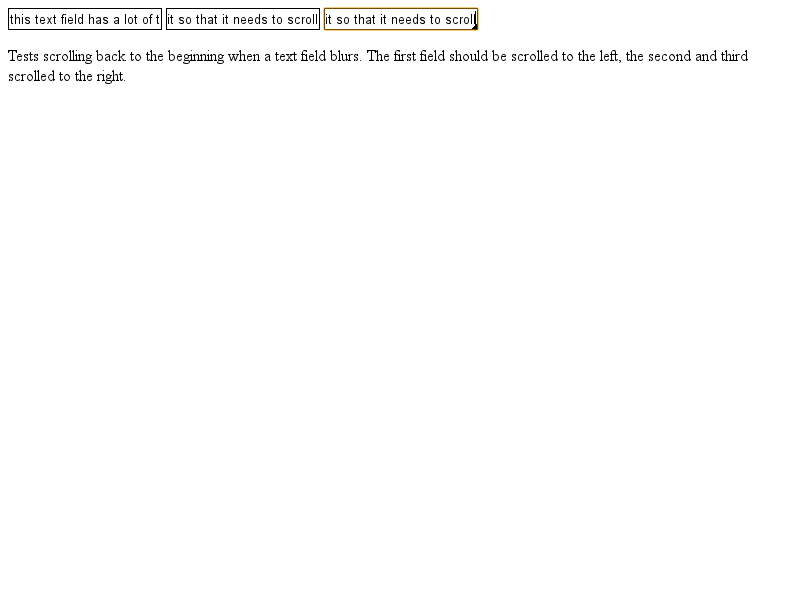 this text field has a lot of t it so that it needs to scroll it so that it needs to scroll
Tests scrolling back to the beginning when a text field blurs. The first field should be scrolled to the left, the second and third
scrolled to the right.